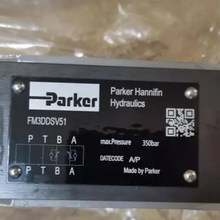 Parker
Parker Hannifin
Hydraulics
FM3DDSV51
P T B A
max.Pressure 350bar
DATECODE A/P
P T B A
Made by Parker